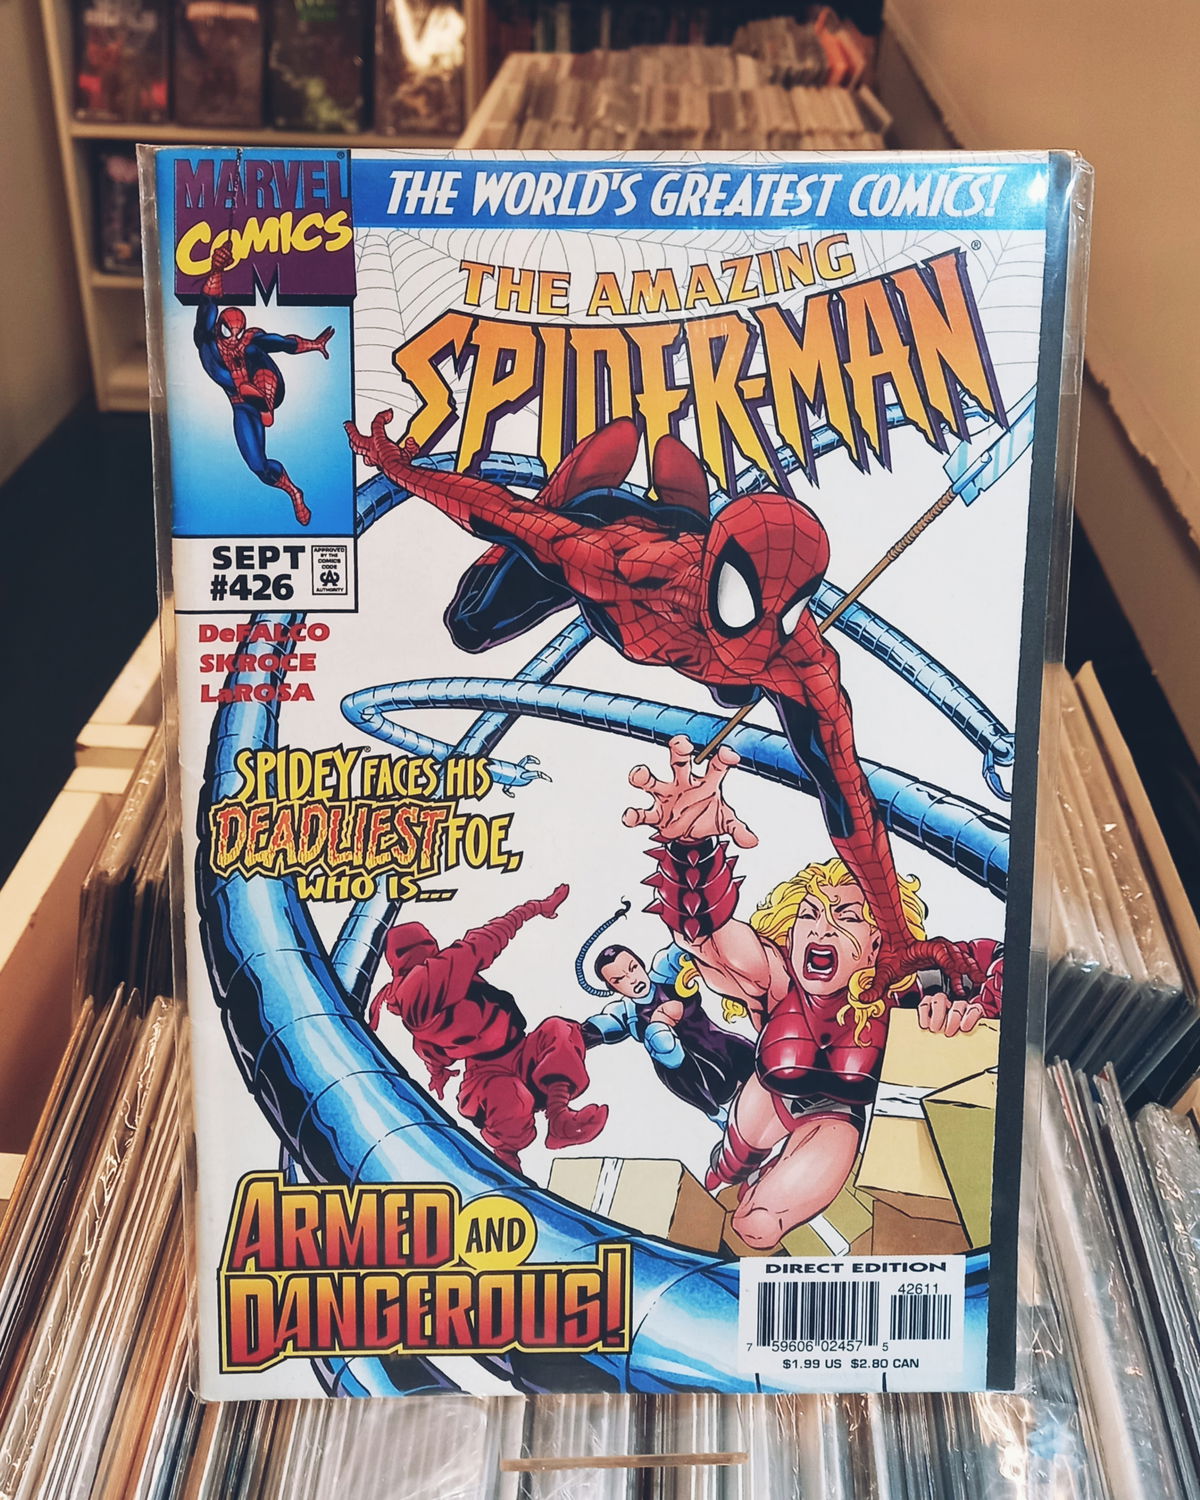 MARVEL®
COMICS
M
THE WORLD'S GREATEST COMICS!
THE AMAZING
SPIDER-MAN®
SEPT
#426
APPROVED
BY THE
COMICS
CODE
CA
AUTHORITY
DeFALCO
SKROCE
LaROSA
SPIDEY® FACES HIS
DEADLIEST FOE,
WHO IS...
ARMED AND
DANGEROUS!
DIRECT EDITION
42611
7 59606 02457 5
$1.99 US $2.80 CAN